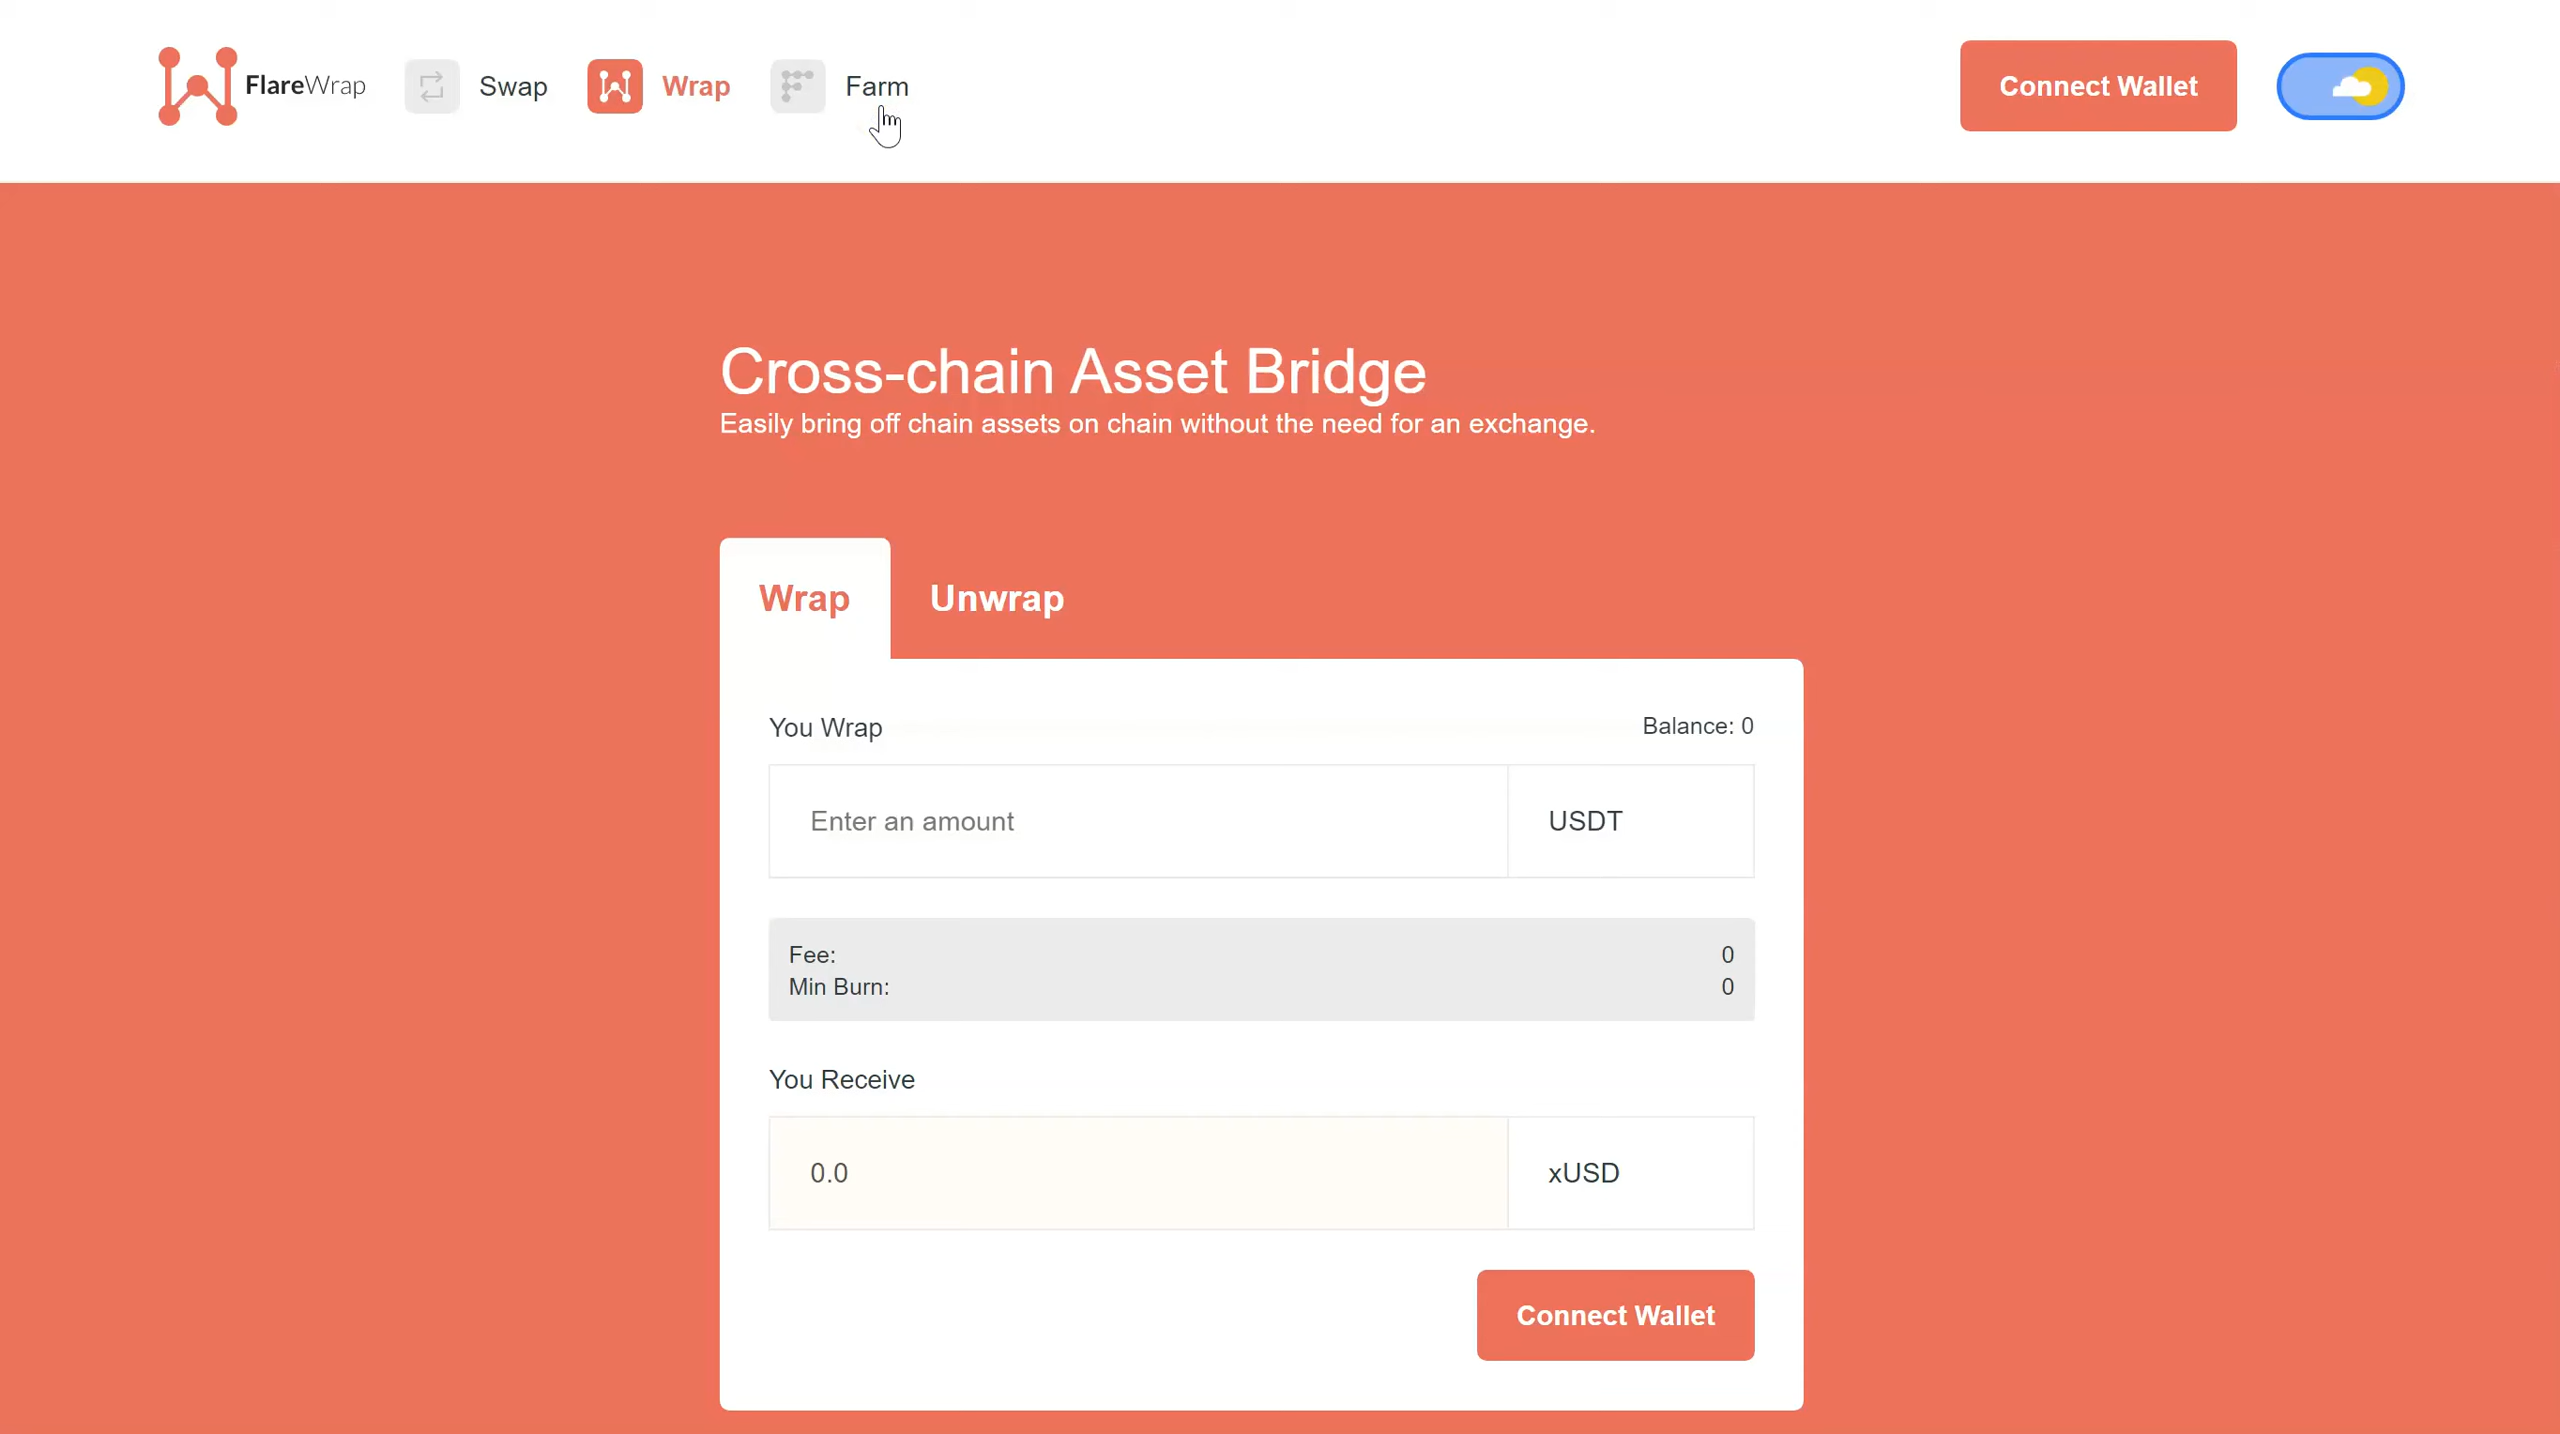 FlareWrap
Swap
Wrap
Farm
Connect Wallet
Cross-chain Asset Bridge
Easily bring off chain assets on chain without the need for an exchange.
Wrap
Unwrap
You Wrap
Balance: 0
Enter an amount
USDT
Fee: 0
Min Burn: 0
You Receive
0.0
xUSD
Connect Wallet